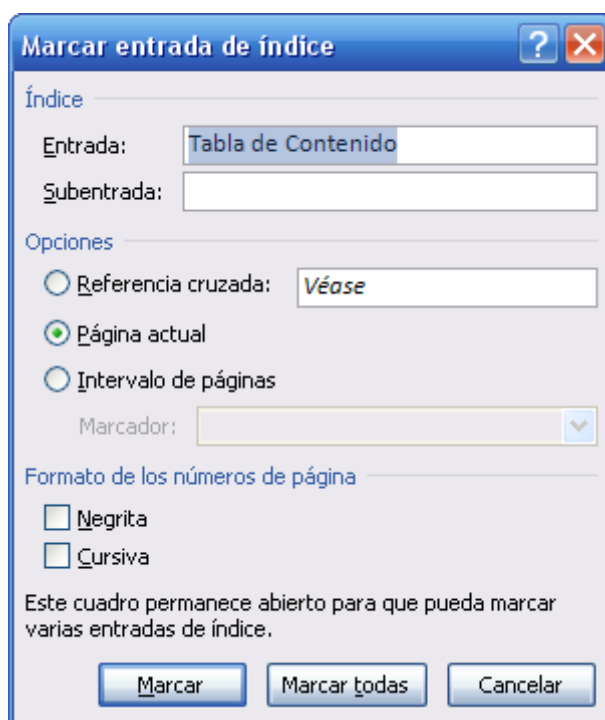 Marcar entrada de índice
Índice
Entrada: Tabla de Contenido
Subentrada:
Opciones
Referencia cruzada: Véase
Página actual
Intervalo de páginas
Marcador:
Formato de los números de página
Negrita
Cursiva
Este cuadro permanece abierto para que pueda marcar
varias entradas de índice.
Marcar Marcar todas Cancelar